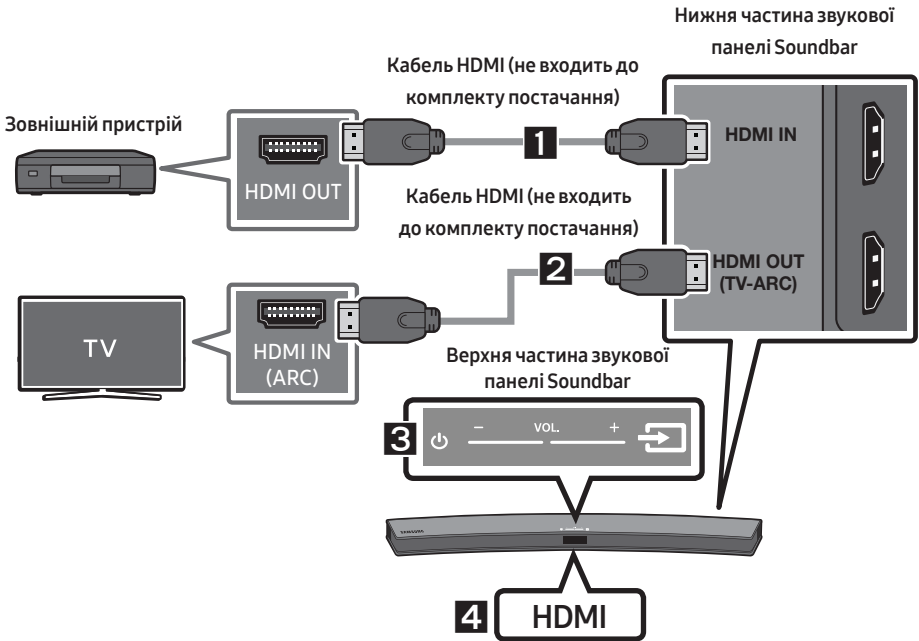 Нижня частина звукової
панелі Soundbar
Кабель HDMI (не входить до
комплекту постачання)
Зовнішній пристрій
1
HDMI IN
HDMI OUT
Кабель HDMI (не входить
до комплекту постачання)
2
HDMI OUT
(TV-ARC)
TV
HDMI IN
(ARC)
Верхня частина звукової
панелі Soundbar
3
- VOL. +
SAMSUNG
4
HDMI